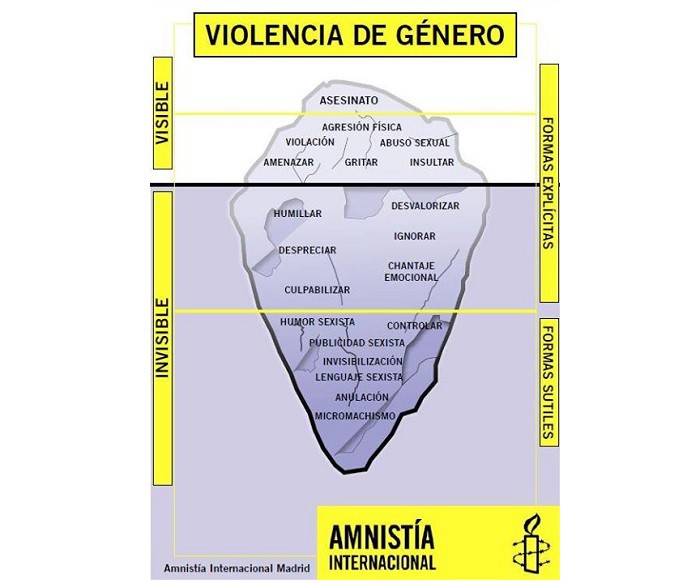 VIOLENCIA DE GÉNERO
VISIBLE
FORMAS EXPLÍCITAS
ASESINATO
AGRESIÓN FÍSICA
VIOLACIÓN
ABUSO SEXUAL
AMENAZAR
GRITAR
INSULTAR
INVISIBLE
HUMILLAR
DESVALORIZAR
IGNORAR
DESPRECIAR
CHANTAJE
EMOCIONAL
CULPABILIZAR
FORMAS SUTILES
HUMOR SEXISTA
CONTROLAR
PUBLICIDAD SEXISTA
INVISIBILIZACIÓN
LENGUAJE SEXISTA
ANULACIÓN
MICROMACHISMO
AMNISTÍA
INTERNACIONAL
Amnistía Internacional Madrid